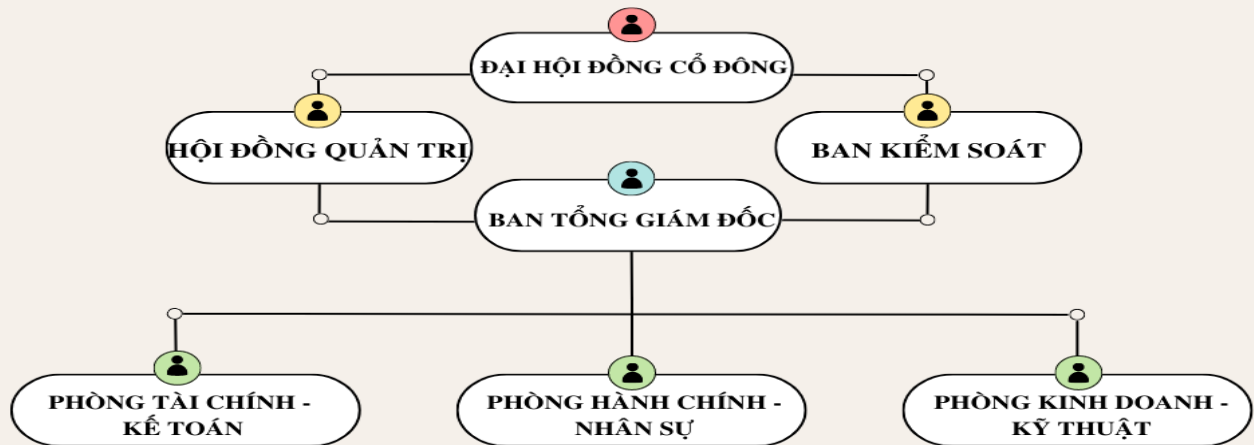 ĐẠI HỘI ĐỒNG CỔ ĐÔNG
HỘI ĐỒNG QUẢN TRỊ
BAN KIỂM SOÁT
BAN TỔNG GIÁM ĐỐC
PHÒNG TÀI CHÍNH -
KẾ TOÁN
PHÒNG HÀNH CHÍNH -
NHÂN SỰ
PHÒNG KINH DOANH -
KỸ THUẬT